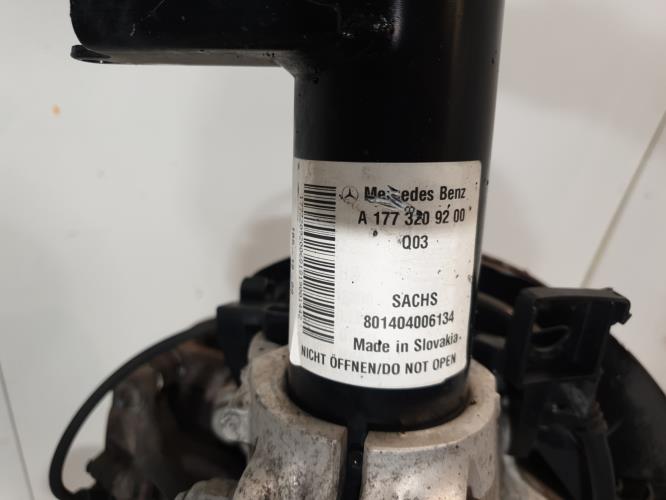 Mercedes Benz
A 177 320 92 00
Q03
SACHS
801404006134
Made in Slovakia
NICHT ÖFFNEN/DO NOT OPEN